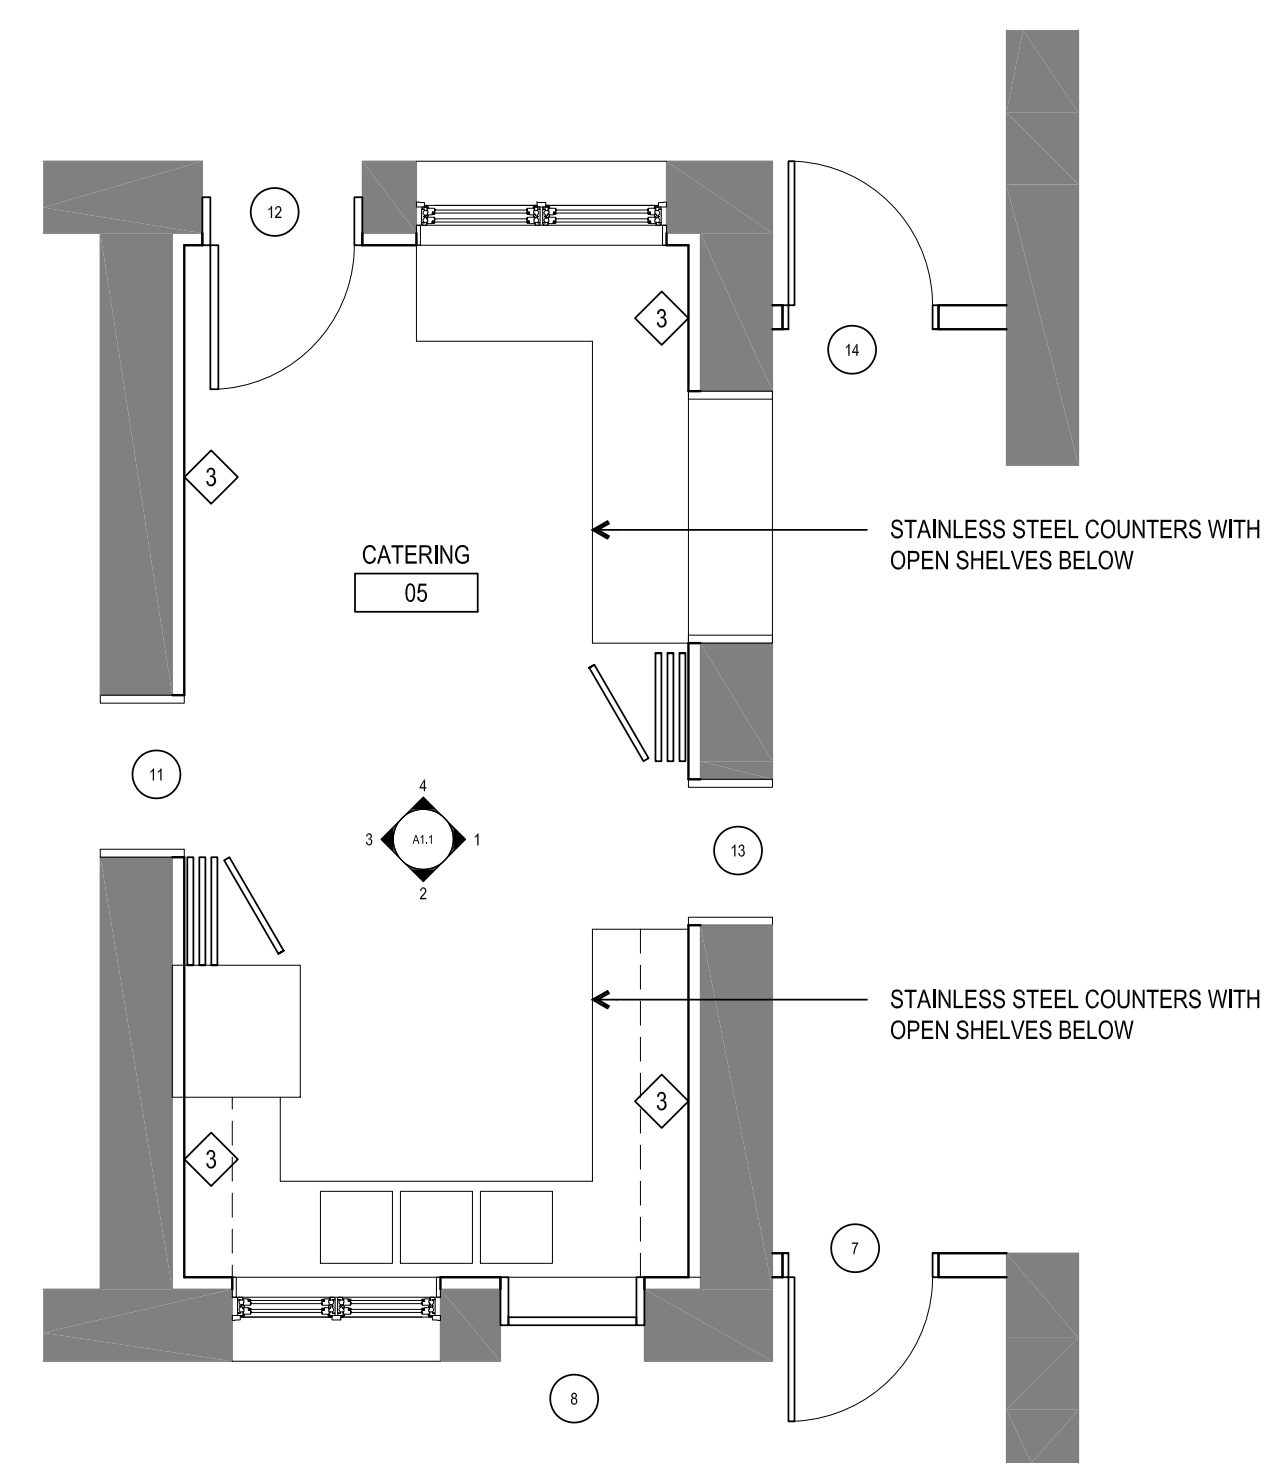 12
3
14
3
STAINLESS STEEL COUNTERS WITH
OPEN SHELVES BELOW
CATERING
05
11
4
3
A1.1
1
2
13
STAINLESS STEEL COUNTERS WITH
OPEN SHELVES BELOW
3
3
7
8